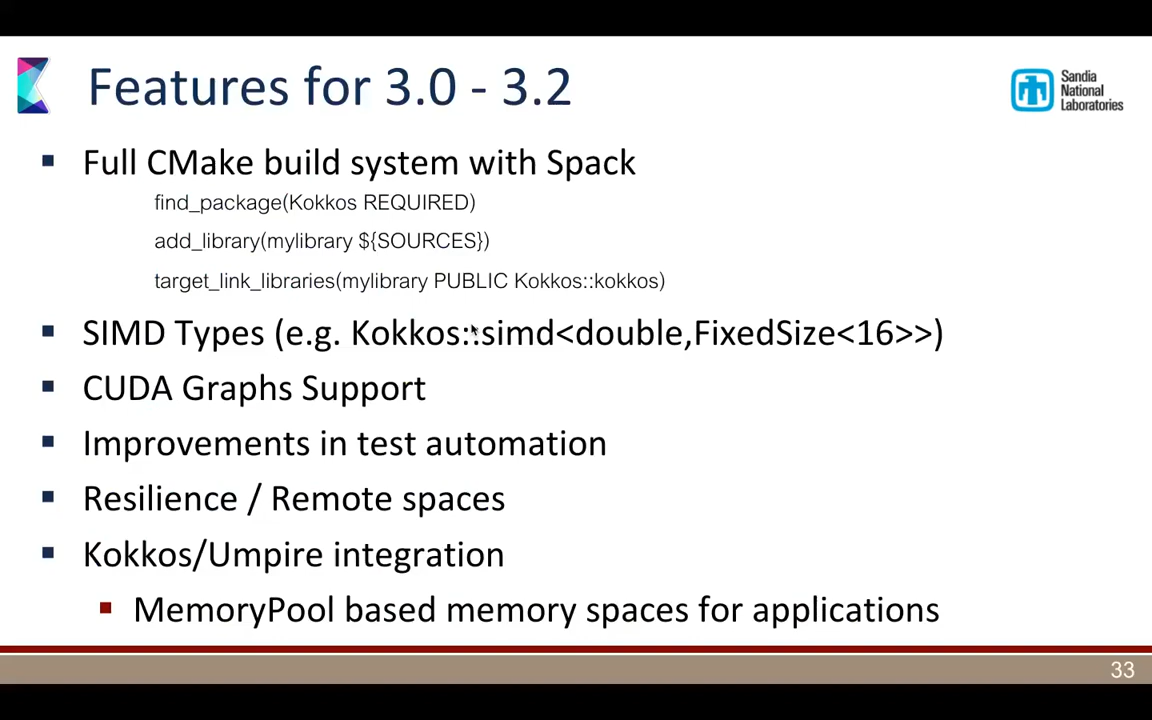 Features for 3.0 - 3.2
Sandia
National
Laboratories
Full CMake build system with Spack
find_package(Kokkos REQUIRED)
add_library(mylibrary ${SOURCES})
target_link_libraries(mylibrary PUBLIC Kokkos::kokkos)
SIMD Types (e.g. Kokkos::simd<double,FixedSize<16>>)
CUDA Graphs Support
Improvements in test automation
Resilience / Remote spaces
Kokkos/Umpire integration
MemoryPool based memory spaces for applications
33